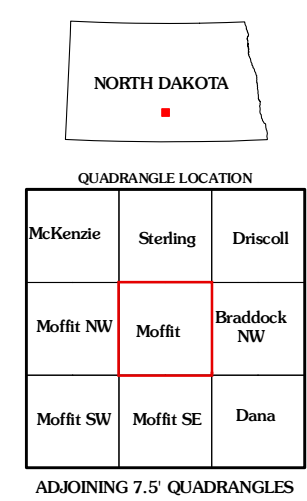 NORTH DAKOTA
QUADRANGLE LOCATION
McKenzie Sterling Driscoll
Moffit NW Moffit Braddock NW
Moffit SW Moffit SE Dana
ADJOINING 7.5' QUADRANGLES